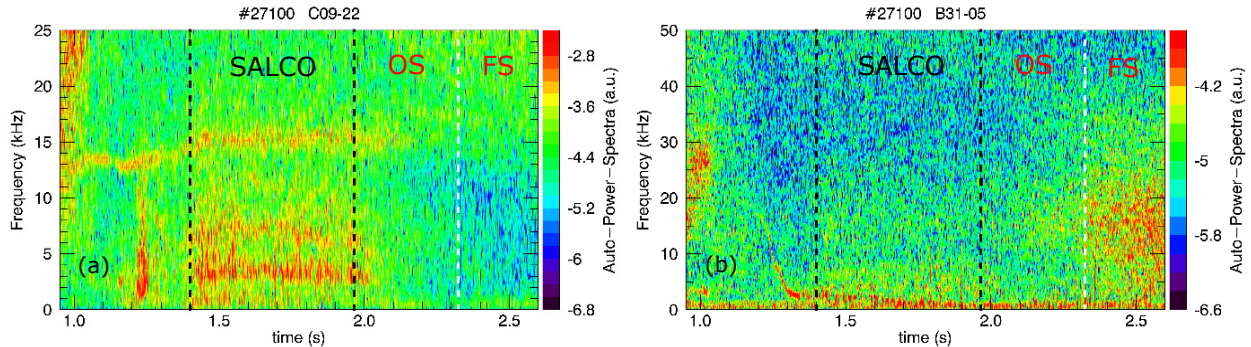 #27100 C09-22
25
20
15
10
5
0
Frequency (kHz)
SALCO OS FS
(a)
1.0 1.5 2.0 2.5
time (s)
-2.8
-3.6
-4.4
-5.2
-6
-6.8
Auto-Power-Spectra (a.u.)
#27100 B31-05
50
40
30
20
10
0
Frequency (kHz)
SALCO OS FS
(b)
1.0 1.5 2.0 2.5
time (s)
-4.2
-5
-5.8
-6.6
Auto-Power-Spectra (a.u.)